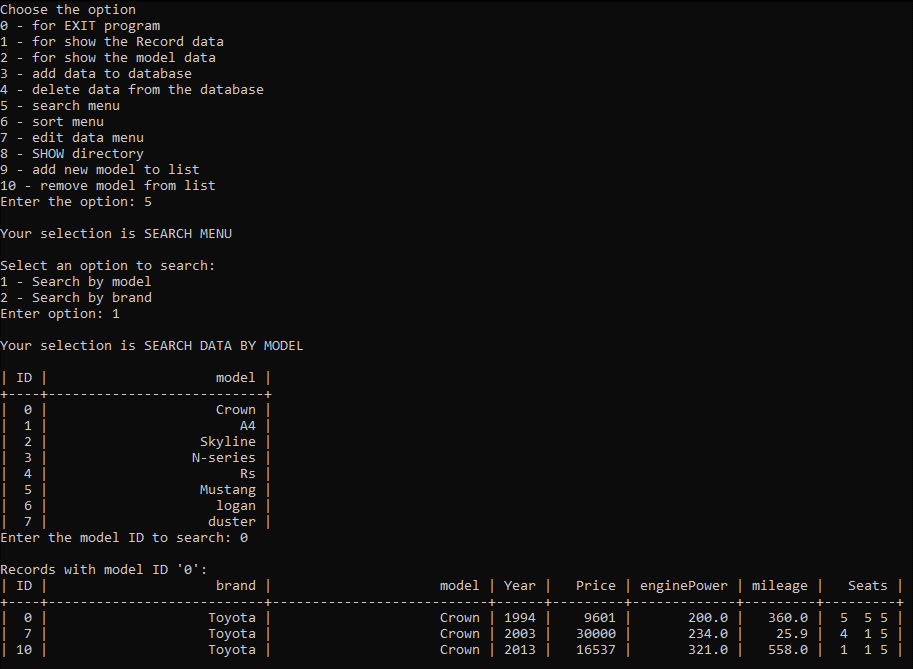 Choose the option
0 - for EXIT program
1 - for show the Record data
2 - for show the model data
3 - add data to database
4 - delete data from the database
5 - search menu
6 - sort menu
7 - edit data menu
8 - SHOW directory
9 - add new model to list
10 - remove model from list
Enter the option: 5

Your selection is SEARCH MENU

Select an option to search:
1 - Search by model
2 - Search by brand
Enter option: 1

Your selection is SEARCH DATA BY MODEL

| ID |                     model |
+----+---------------------------+
|  0 |                     Crown |
|  1 |                        A4 |
|  2 |                   Skyline |
|  3 |                  N-series |
|  4 |                        Rs |
|  5 |                   Mustang |
|  6 |                     logan |
|  7 |                    duster |
Enter the model ID to search: 0

Records with model ID '0':
| ID |                     brand |                     model | Year |   Price | enginePower | mileage |   Seats |
+----+---------------------------+---------------------------+------+---------+-------------+---------+---------+
|  0 |                    Toyota |                     Crown | 1994 |    9601 |       200.0 |   360.0 |  5  5 5 |
|  7 |                    Toyota |                     Crown | 2003 |   30000 |       234.0 |    25.9 |  4  1 5 |
| 10 |                    Toyota |                     Crown | 2013 |   16537 |       321.0 |   558.0 |  1  1 5 |